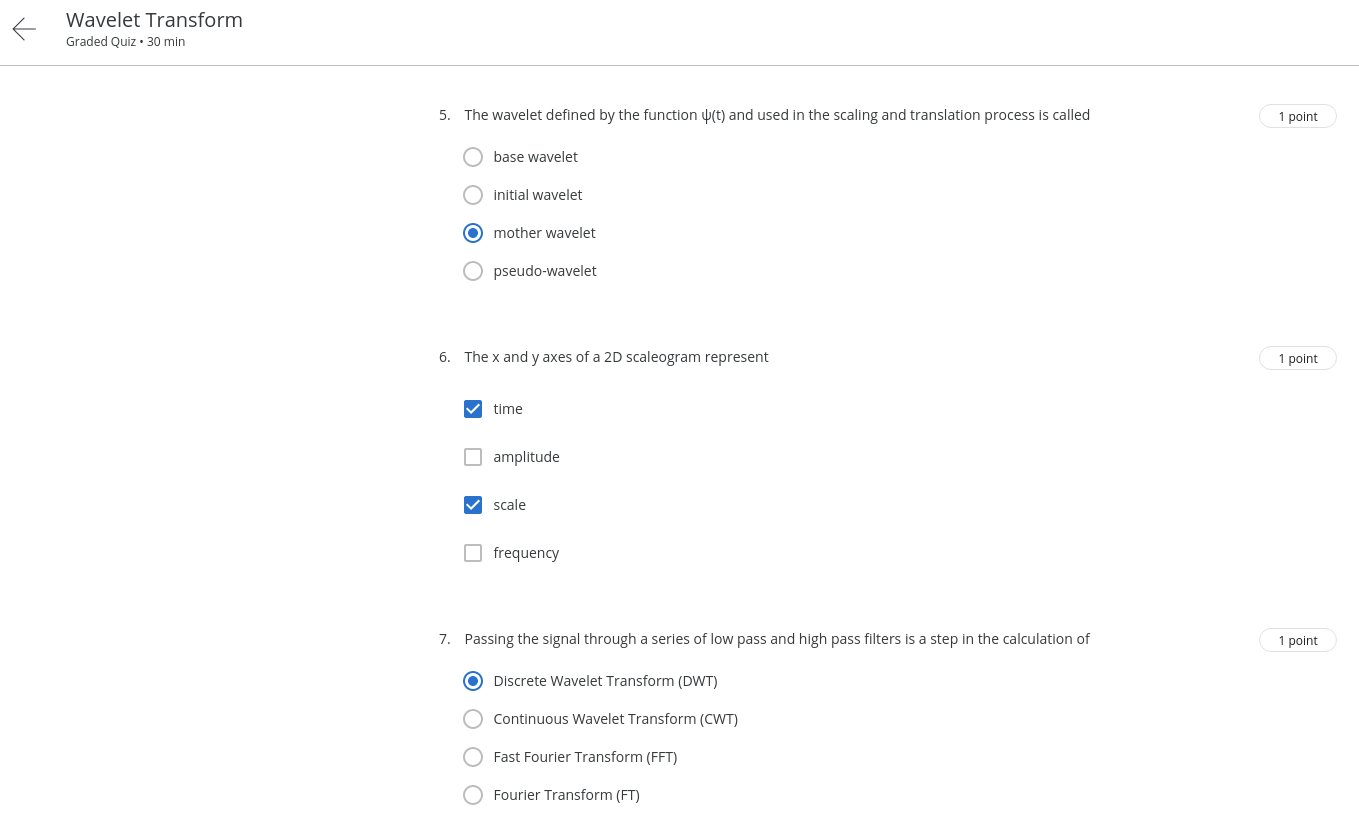 Wavelet Transform
Graded Quiz • 30 min
5. The wavelet defined by the function ψ(t) and used in the scaling and translation process is called
1 point
base wavelet
initial wavelet
mother wavelet
pseudo-wavelet
6. The x and y axes of a 2D scaleogram represent
1 point
time
amplitude
scale
frequency
7. Passing the signal through a series of low pass and high pass filters is a step in the calculation of
1 point
Discrete Wavelet Transform (DWT)
Continuous Wavelet Transform (CWT)
Fast Fourier Transform (FFT)
Fourier Transform (FT)